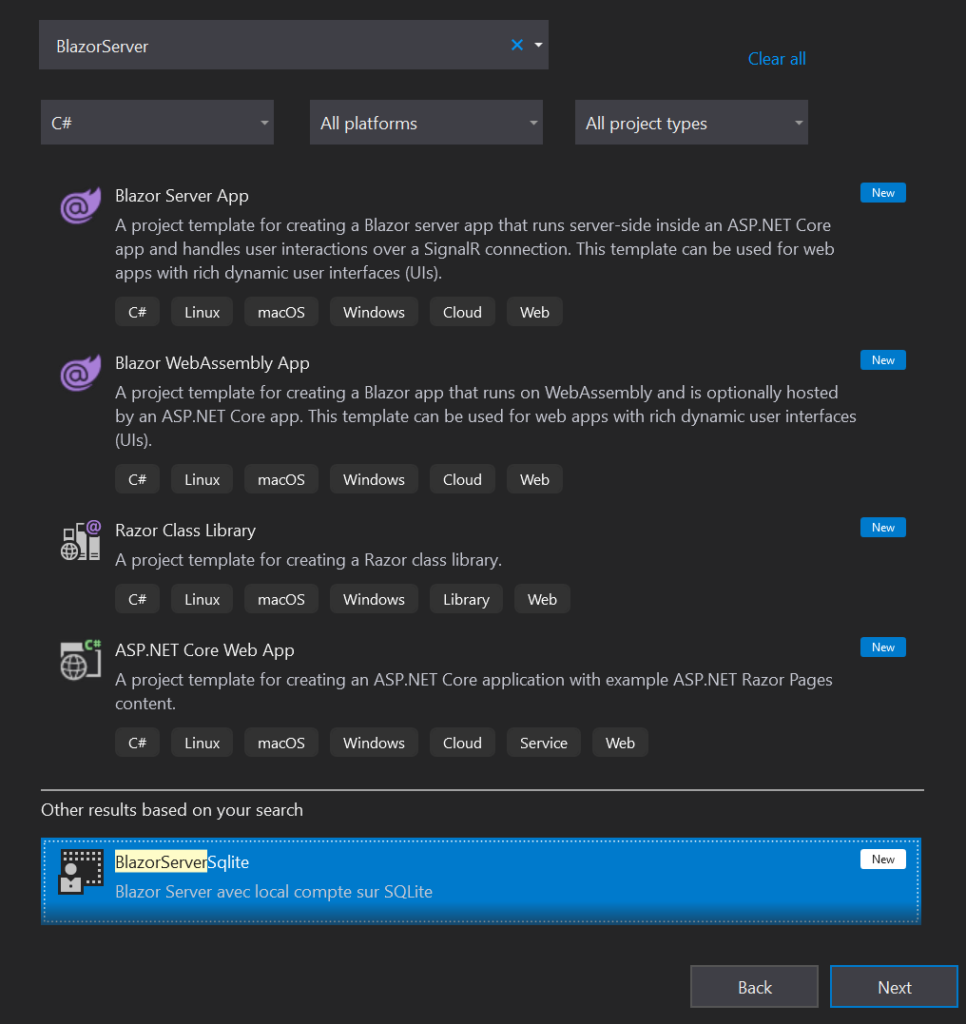 BlazorServer
Clear all
C#
All platforms
All project types
Blazor Server App
New
A project template for creating a Blazor server app that runs server-side inside an ASP.NET Core
app and handles user interactions over a SignalR connection. This template can be used for web
apps with rich dynamic user interfaces (UIs).
C# Linux macOS Windows Cloud Web
Blazor WebAssembly App
New
A project template for creating a Blazor app that runs on WebAssembly and is optionally hosted
by an ASP.NET Core app. This template can be used for web apps with rich dynamic user interfaces
(UIs).
C# Linux macOS Windows Cloud Web
Razor Class Library
New
A project template for creating a Razor class library.
C# Linux macOS Windows Library Web
ASP.NET Core Web App
New
A project template for creating an ASP.NET Core application with example ASP.NET Razor Pages
content.
C# Linux macOS Windows Cloud Service Web
Other results based on your search
BlazorServerSqlite
New
Blazor Server avec local compte sur SQLite
Back
Next